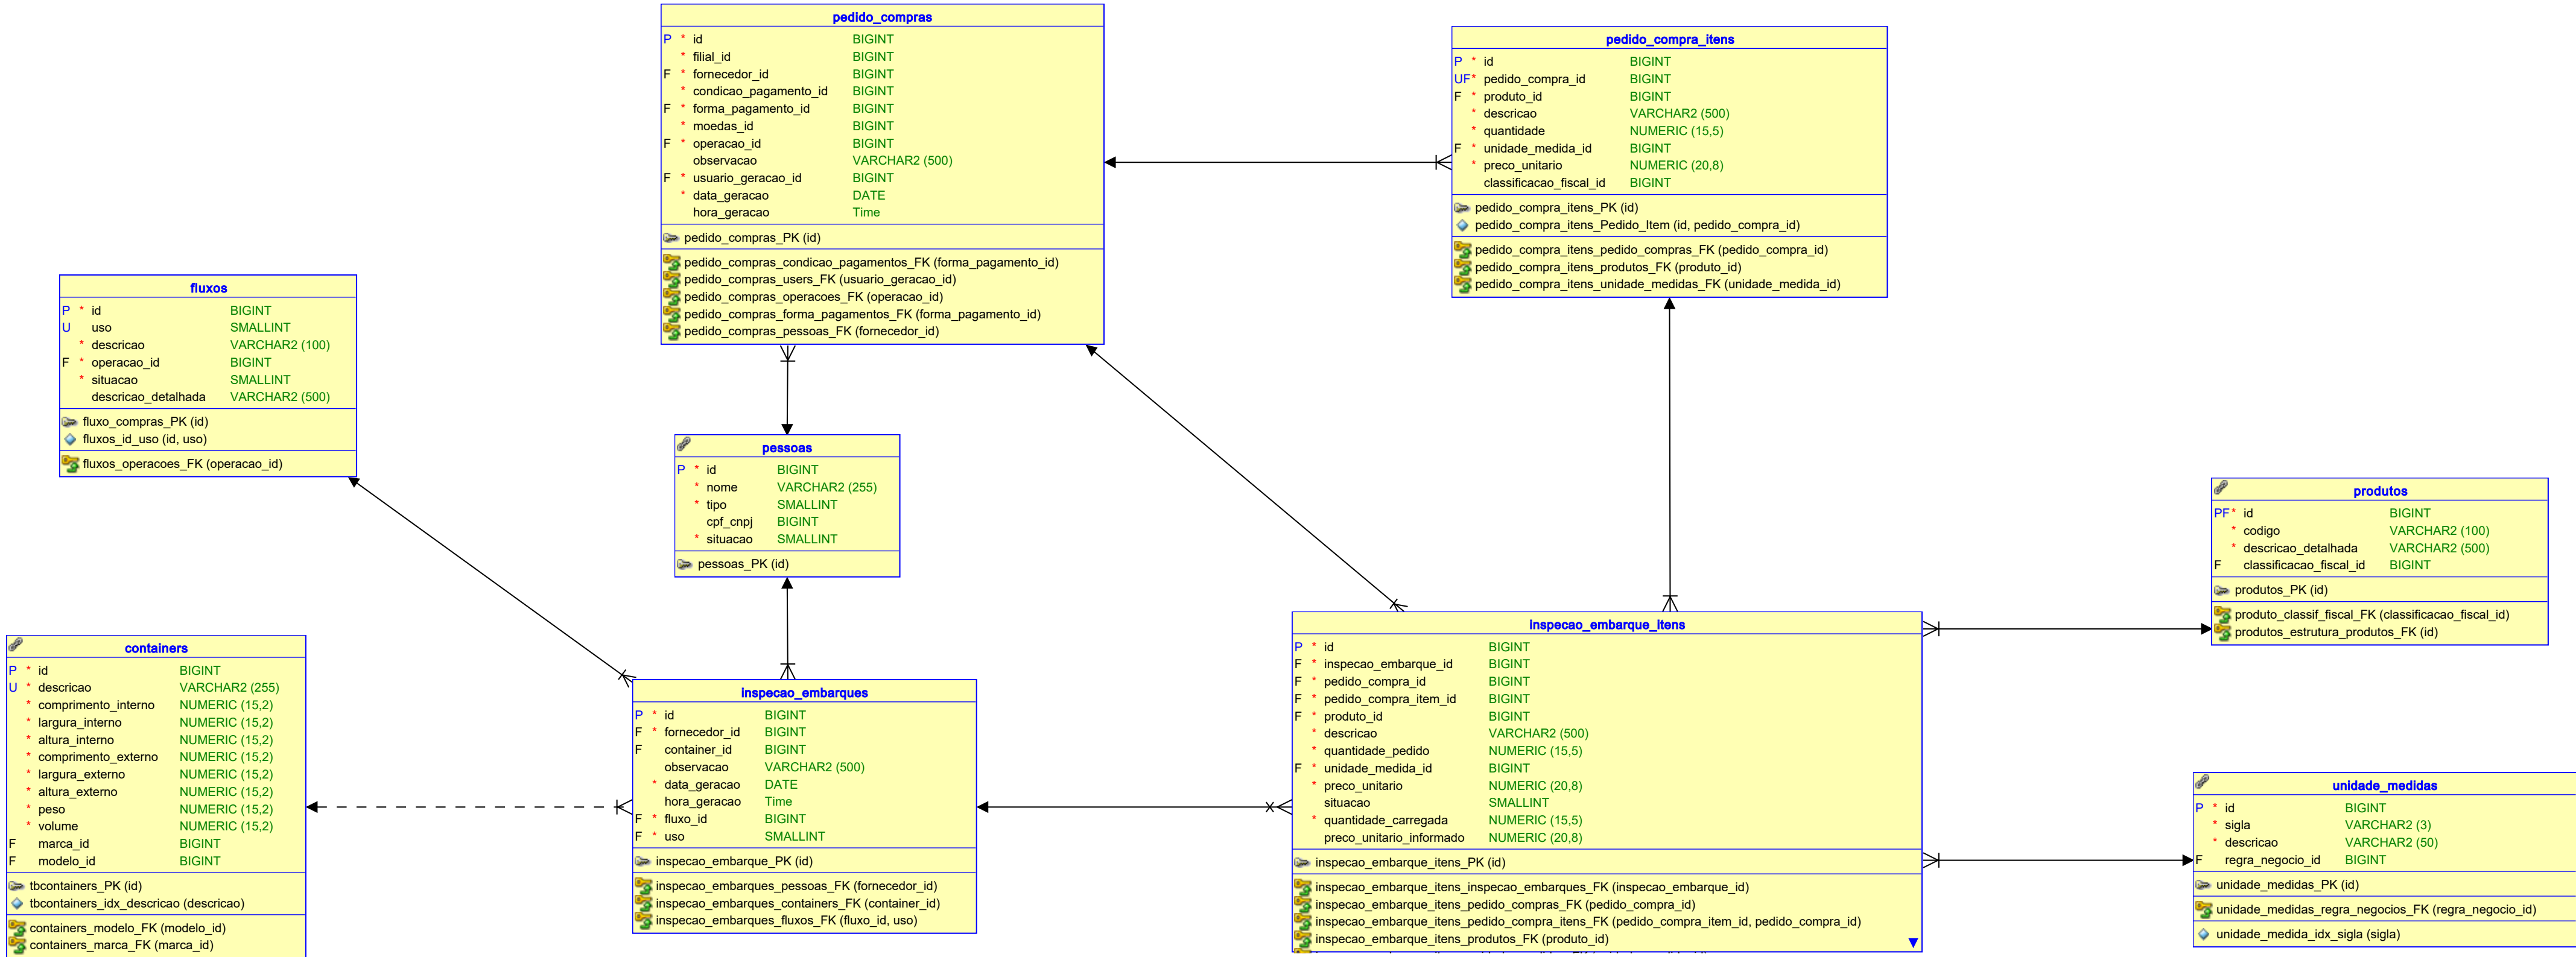 pedido_compras
P * id BIGINT
* filial_id BIGINT
F * fornecedor_id BIGINT
* condicao_pagamento_id BIGINT
F * forma_pagamento_id BIGINT
* moedas_id BIGINT
F * operacao_id BIGINT
observacao VARCHAR2 (500)
F * usuario_geracao_id BIGINT
* data_geracao DATE
hora_geracao Time
pedido_compras_PK (id)
pedido_compras_condicao_pagamentos_FK (forma_pagamento_id)
pedido_compras_users_FK (usuario_geracao_id)
pedido_compras_operacoes_FK (operacao_id)
pedido_compras_forma_pagamentos_FK (forma_pagamento_id)
pedido_compras_pessoas_FK (fornecedor_id)
pedido_compra_itens
P * id BIGINT
UF* pedido_compra_id BIGINT
F * produto_id BIGINT
* descricao VARCHAR2 (500)
* quantidade NUMERIC (15,5)
F * unidade_medida_id BIGINT
* preco_unitario NUMERIC (20,8)
classificacao_fiscal_id BIGINT
pedido_compra_itens_PK (id)
pedido_compra_itens_Pedido_Item (id, pedido_compra_id)
pedido_compra_itens_pedido_compras_FK (pedido_compra_id)
pedido_compra_itens_produtos_FK (produto_id)
pedido_compra_itens_unidade_medidas_FK (unidade_medida_id)
fluxos
P * id BIGINT
U uso SMALLINT
* descricao VARCHAR2 (100)
F * operacao_id BIGINT
* situacao SMALLINT
descricao_detalhada VARCHAR2 (500)
fluxo_compras_PK (id)
fluxos_id_uso (id, uso)
fluxos_operacoes_FK (operacao_id)
pessoas
P * id BIGINT
* nome VARCHAR2 (255)
* tipo SMALLINT
cpf_cnpj BIGINT
* situacao SMALLINT
pessoas_PK (id)
produtos
PF* id BIGINT
* codigo VARCHAR2 (100)
* descricao_detalhada VARCHAR2 (500)
F classificacao_fiscal_id BIGINT
produtos_PK (id)
produto_classif_fiscal_FK (classificacao_fiscal_id)
produtos_estrutura_produtos_FK (id)
containers
P * id BIGINT
U * descricao VARCHAR2 (255)
* comprimento_interno NUMERIC (15,2)
* largura_interno NUMERIC (15,2)
* altura_interno NUMERIC (15,2)
* comprimento_externo NUMERIC (15,2)
* largura_externo NUMERIC (15,2)
* altura_externo NUMERIC (15,2)
* peso NUMERIC (15,2)
* volume NUMERIC (15,2)
F marca_id BIGINT
F modelo_id BIGINT
tbcontainers_PK (id)
tbcontainers_idx_descricao (descricao)
containers_modelo_FK (modelo_id)
containers_marca_FK (marca_id)
inspecao_embarques
P * id BIGINT
F * fornecedor_id BIGINT
F container_id BIGINT
observacao VARCHAR2 (500)
* data_geracao DATE
hora_geracao Time
F * fluxo_id BIGINT
F * uso SMALLINT
inspecao_embarque_PK (id)
inspecao_embarques_pessoas_FK (fornecedor_id)
inspecao_embarques_containers_FK (container_id)
inspecao_embarques_fluxos_FK (fluxo_id, uso)
inspecao_embarque_itens
P * id BIGINT
F * inspecao_embarque_id BIGINT
F * pedido_compra_id BIGINT
F * pedido_compra_item_id BIGINT
F * produto_id BIGINT
* descricao VARCHAR2 (500)
* quantidade_pedido NUMERIC (15,5)
F * unidade_medida_id BIGINT
* preco_unitario NUMERIC (20,8)
situacao SMALLINT
* quantidade_carregada NUMERIC (15,5)
preco_unitario_informado NUMERIC (20,8)
inspecao_embarque_itens_PK (id)
inspecao_embarque_itens_inspecao_embarques_FK (inspecao_embarque_id)
inspecao_embarque_itens_pedido_compras_FK (pedido_compra_id)
inspecao_embarque_itens_pedido_compra_itens_FK (pedido_compra_item_id, pedido_compra_id)
inspecao_embarque_itens_produtos_FK (produto_id)
unidade_medidas
P * id BIGINT
* sigla VARCHAR2 (3)
* descricao VARCHAR2 (50)
F regra_negocio_id BIGINT
unidade_medidas_PK (id)
unidade_medidas_regra_negocios_FK (regra_negocio_id)
unidade_medida_idx_sigla (sigla)